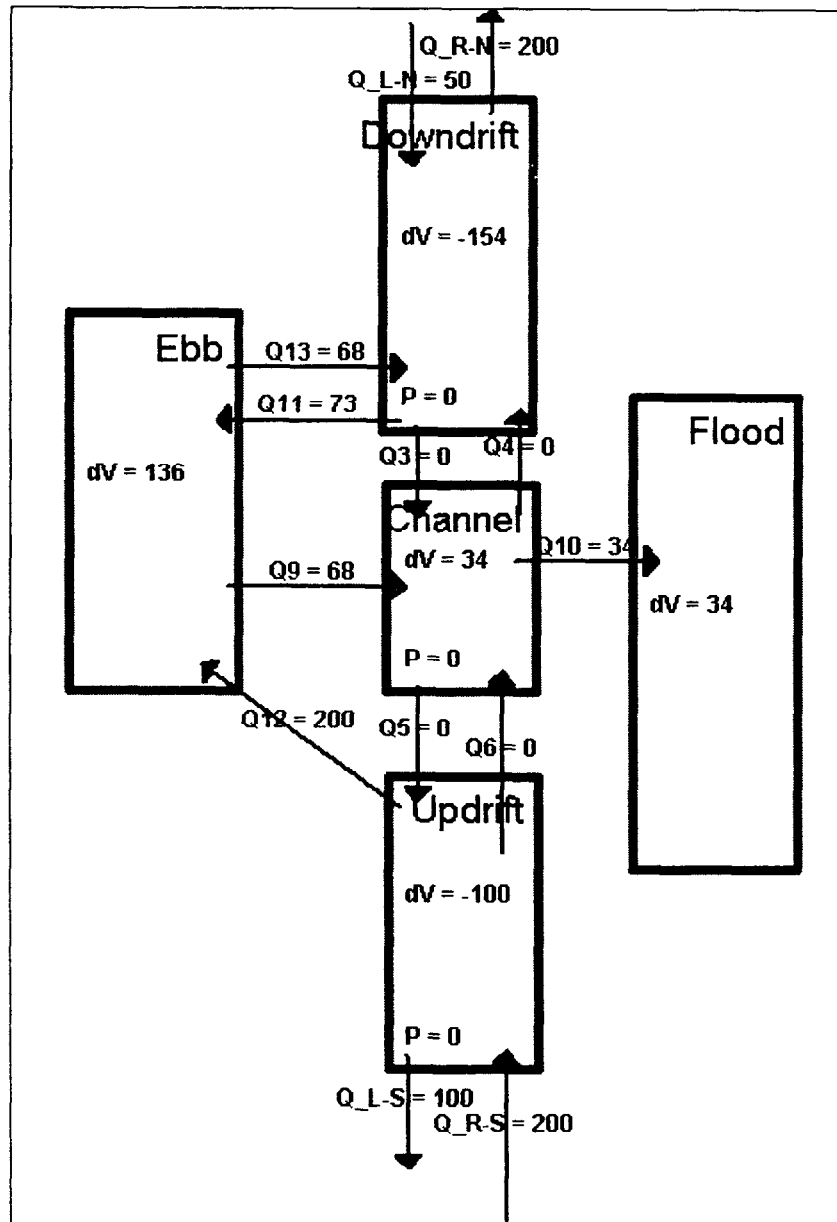 Q_R-N = 200
Q_L-N = 50
Downdrift
dV = -154
Ebb
Q13 = 68
P = 0
Q11 = 73
Flood
Q3 = 0
Q4 = 0
dV = 136
Channel
Q10 = 34
dV = 34
Q9 = 68
dV = 34
P = 0
Q12 = 200
Q5 = 0
Q6 = 0
Updrift
dV = -100
P = 0
Q_L-S = 100
Q_R-S = 200